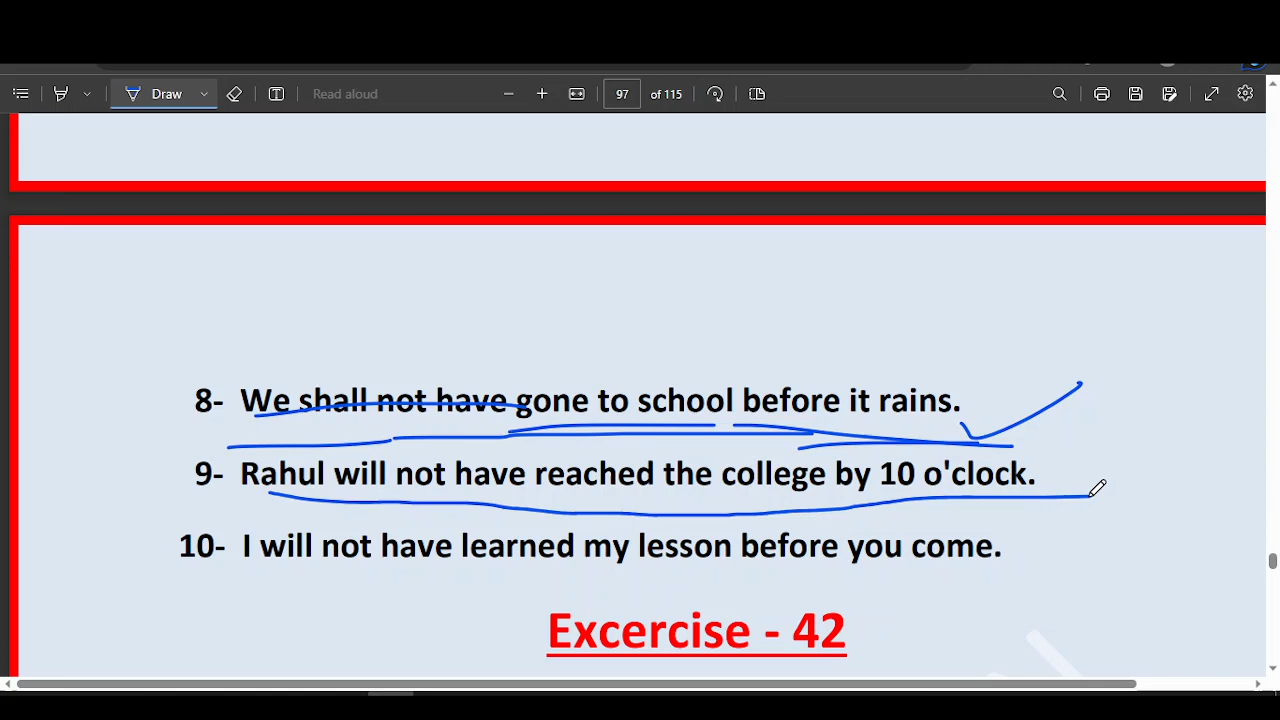 Draw
Read aloud
97 of 115
8- We shall not have gone to school before it rains.
9- Rahul will not have reached the college by 10 o'clock.
10- I will not have learned my lesson before you come.
Excercise - 42